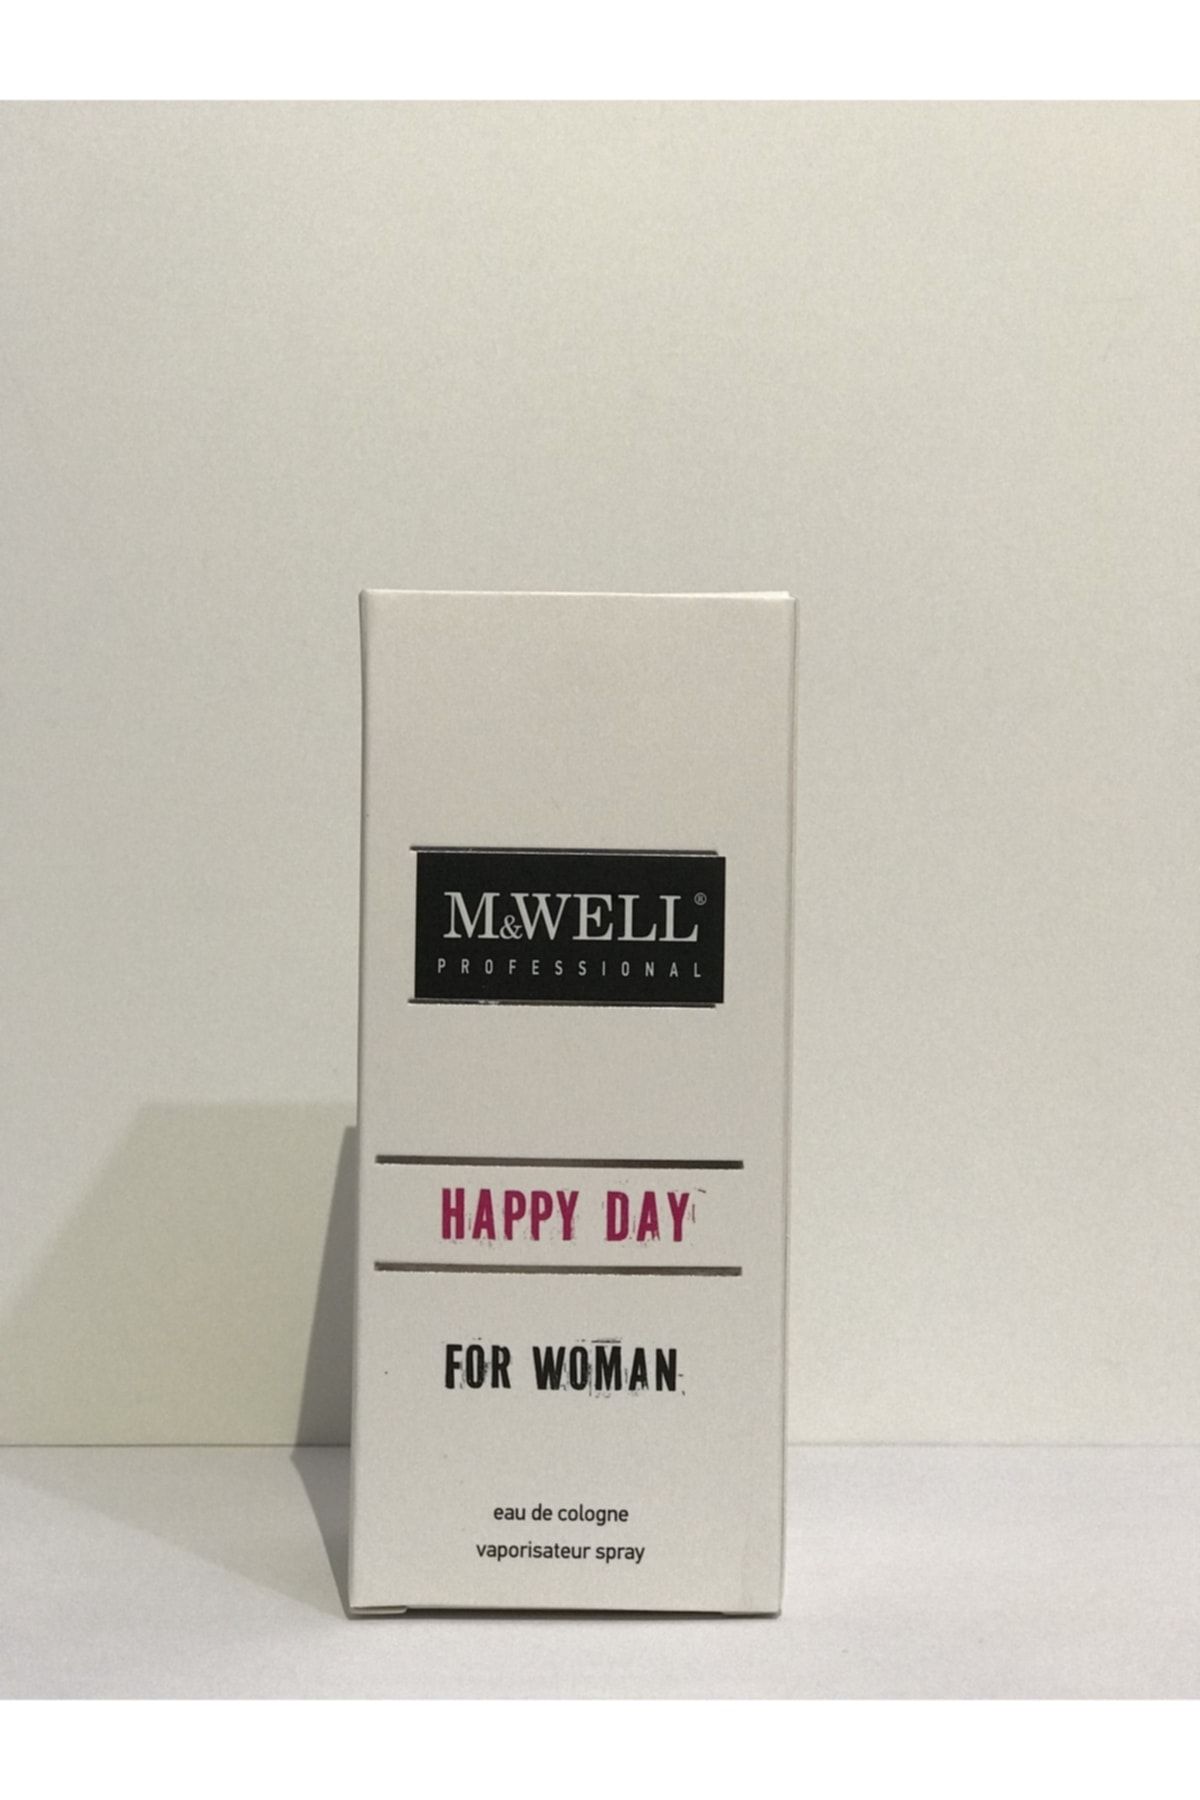 M&WELL®
PROFESSIONAL
HAPPY DAY
FOR WOMAN
eau de cologne
vaporisateur spray